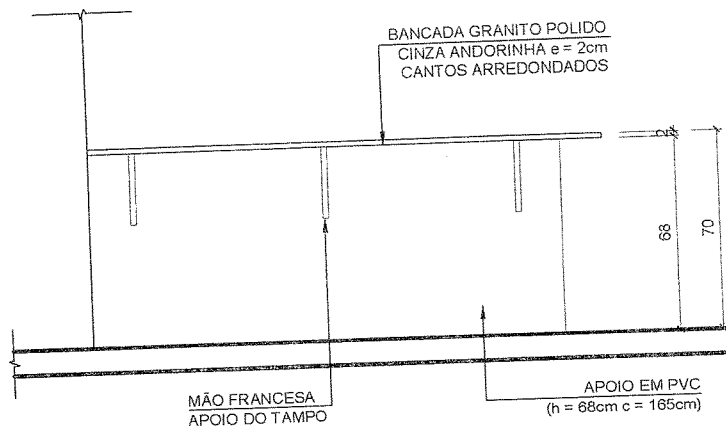 BANCADA GRANITO POLIDO
CINZA ANDORINHA e = 2cm
CANTOS ARREDONDADOS
2
68
70
MÃO FRANCESA
APOIO DO TAMPO
APOIO EM PVC
(h = 68cm c = 165cm)